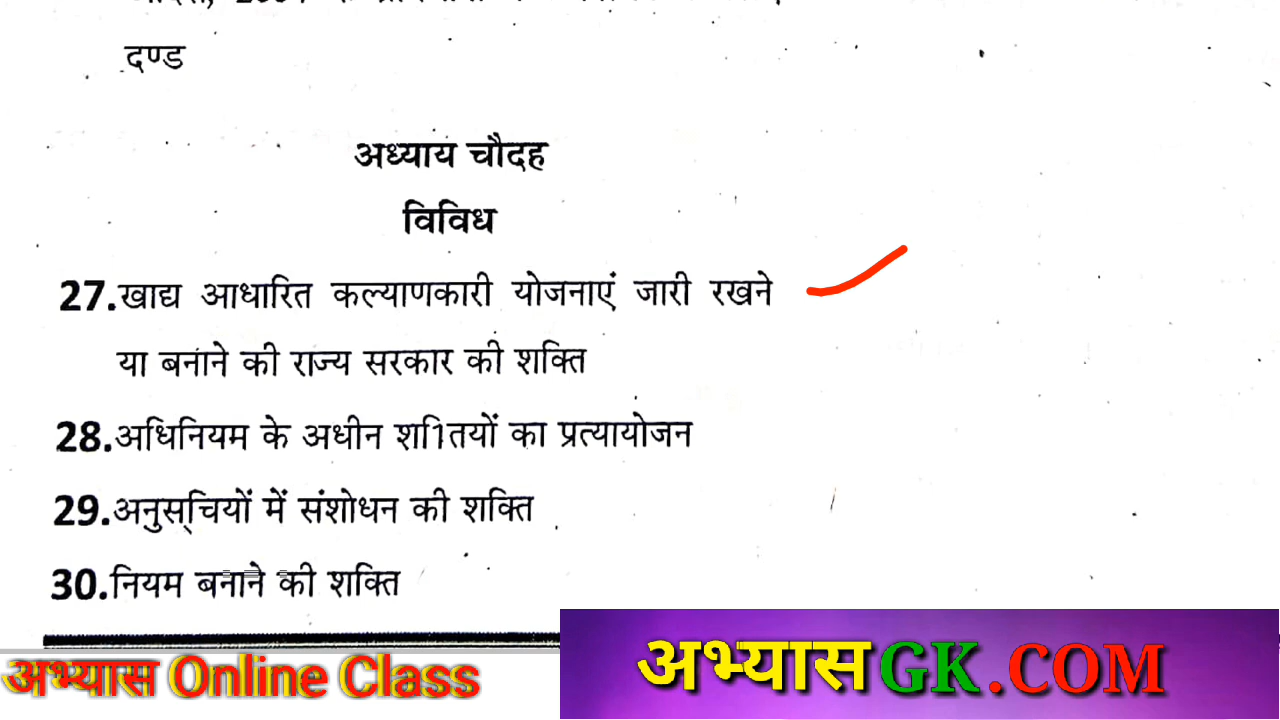 दण्ड
अध्याय चौदह
विविध
27.खाद्य आधारित कल्याणकारी योजनाएं जारी रखने
या बनाने की राज्य सरकार की शक्ति
28.अधिनियम के अधीन शाितयों का प्रत्यायोजन
29.अनुस्चियों में संशोधन की शक्ति
30.नियम बनाने की शक्ति
अभ्यास Online Class
अभ्यासGK.COM